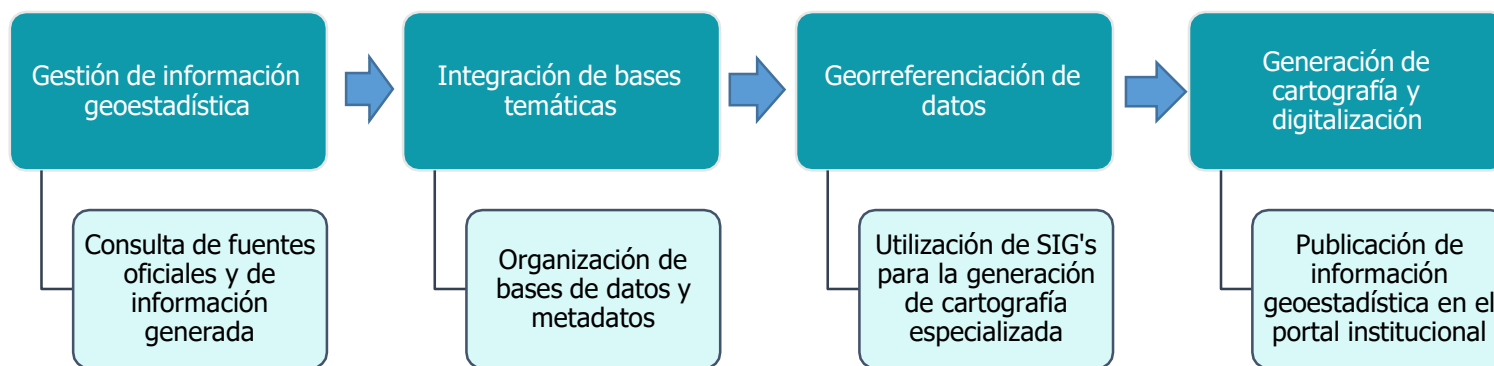 Gestión de información
geoestadística
Integración de bases
temáticas
Georreferenciación de
datos
Generación de
cartografía y
digitalización
Consulta de fuentes
oficiales y de
información
generada
Organización de
bases de datos y
metadatos
Utilización de SIG's
para la generación
de cartografía
especializada
Publicación de
información
geoestadística en el
portal institucional